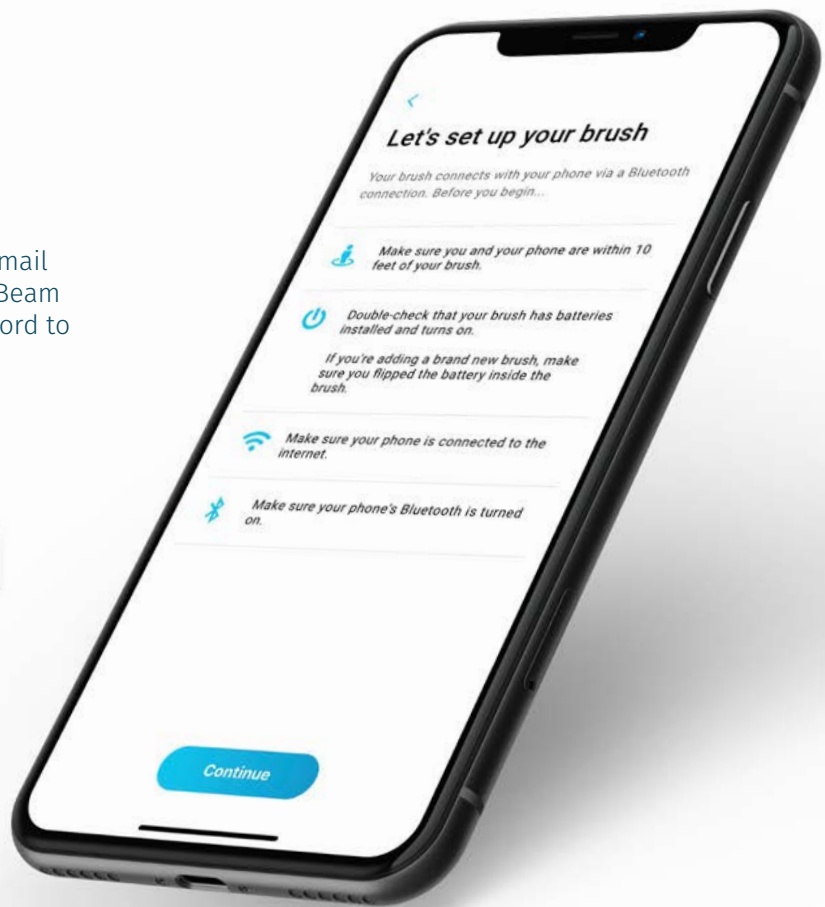 mail
Beam
ord to
Let's set up your brush
Your brush connects with your phone via a Bluetooth
connection. Before you begin...
Make sure you and your phone are within 10
feet of your brush.
Double-check that your brush has batteries
installed and turns on.
If you're adding a brand new brush, make
sure you flipped the battery inside the
brush.
Make sure your phone is connected to the
internet.
Make sure your phone's Bluetooth is turned
on.
Continue